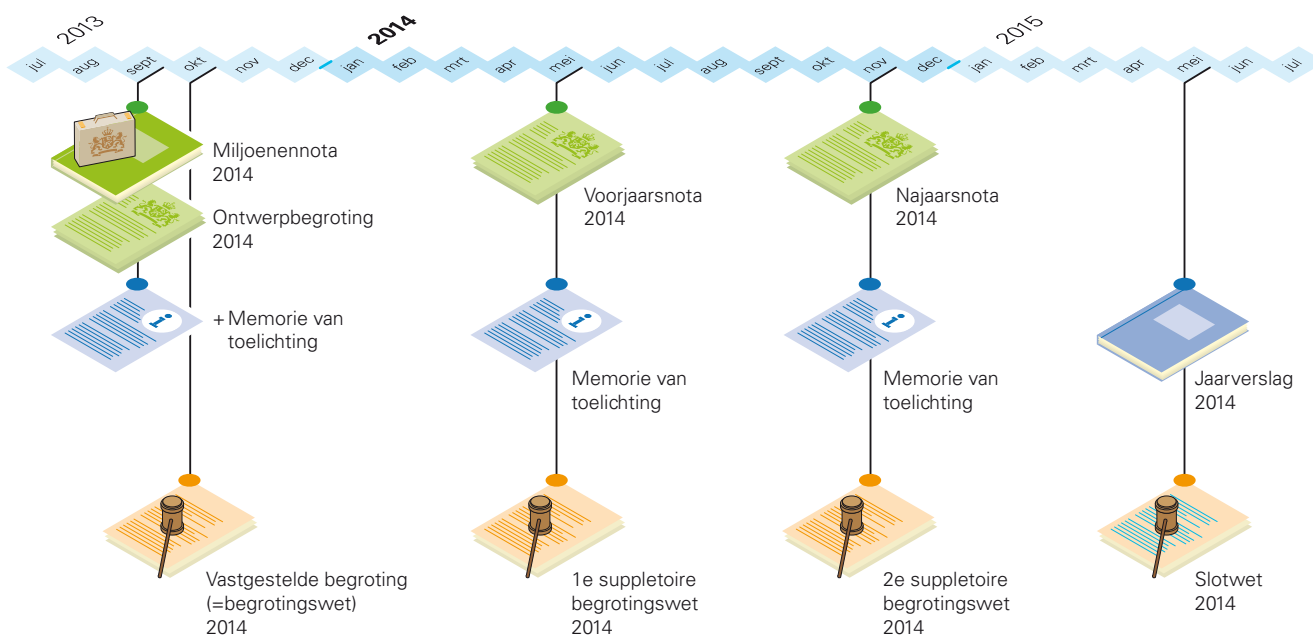 2013
2014
2015
jul aug sept okt nov dec jan feb mrt apr mei jun jul aug sept okt nov dec jan feb mrt apr mei jun jul
Miljoenennota
2014
Ontwerpbegroting
2014
+ Memorie van
toelichting
Vastgestelde begroting
(=begrotingswet)
2014
Voorjaarsnota
2014
Memorie van
toelichting
1e suppletoire
begrotingswet
2014
Najaarsnota
2014
Memorie van
toelichting
2e suppletoire
begrotingswet
2014
Jaarverslag
2014
Slotwet
2014